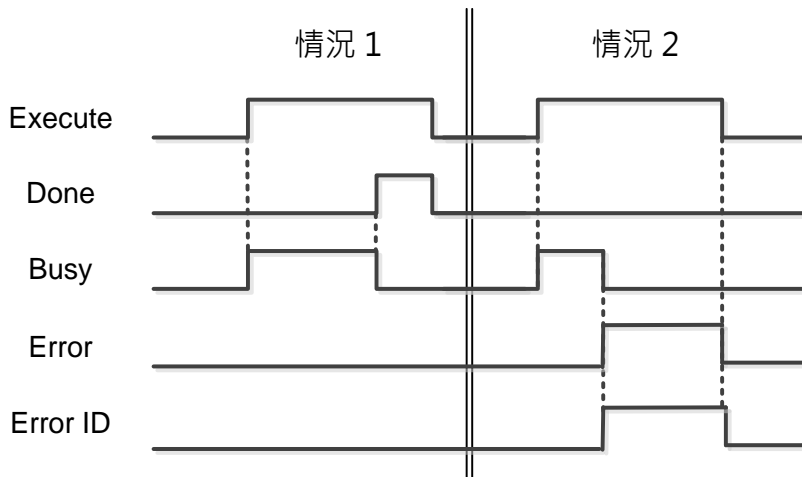 情況 1
情況 2
Execute
Done
Busy
Error
Error ID